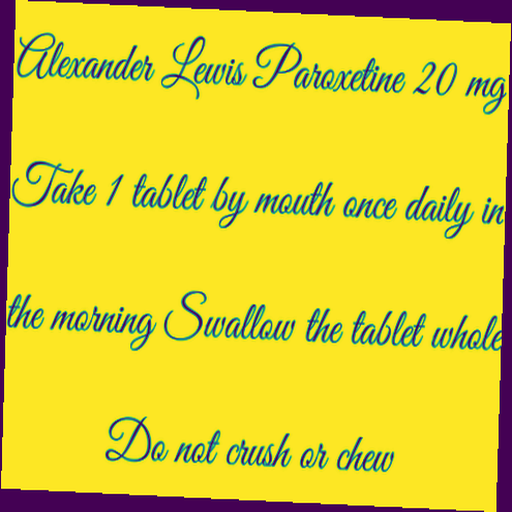 Alexander Lewis Paroxetine 20 mg
Take 1 tablet by mouth once daily in
the morning Swallow the tablet whole
Do not crush or chew